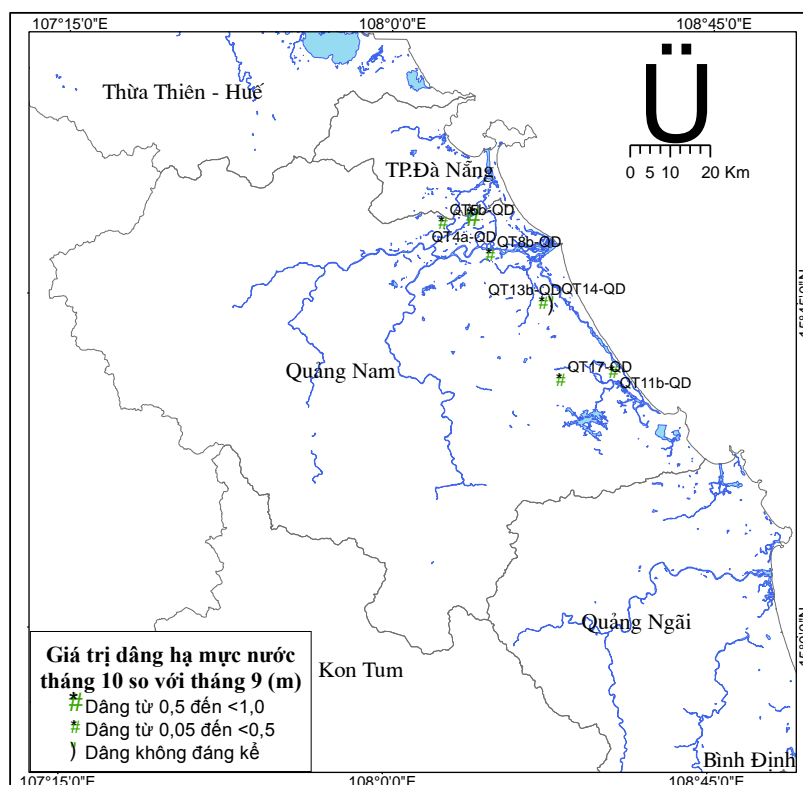 107°15'0"E
108°0'0"E
108°45'0"E
Thừa Thiên - Huế
Ü
0 5 10 20 Km
TP.Đà Nẵng
QT4a-QD
QT8b-QD
QT13b-QD
QT14-QD
Quảng Nam
QT17-QD
QT11b-QD
Quảng Ngãi
Kon Tum
Bình Định
Giá trị dâng hạ mực nước
tháng 10 so với tháng 9 (m)
Dâng từ 0,5 đến <1,0
Dâng từ 0,05 đến <0,5
Dâng không đáng kể
107°15'0"E
108°0'0"E
108°45'0"E